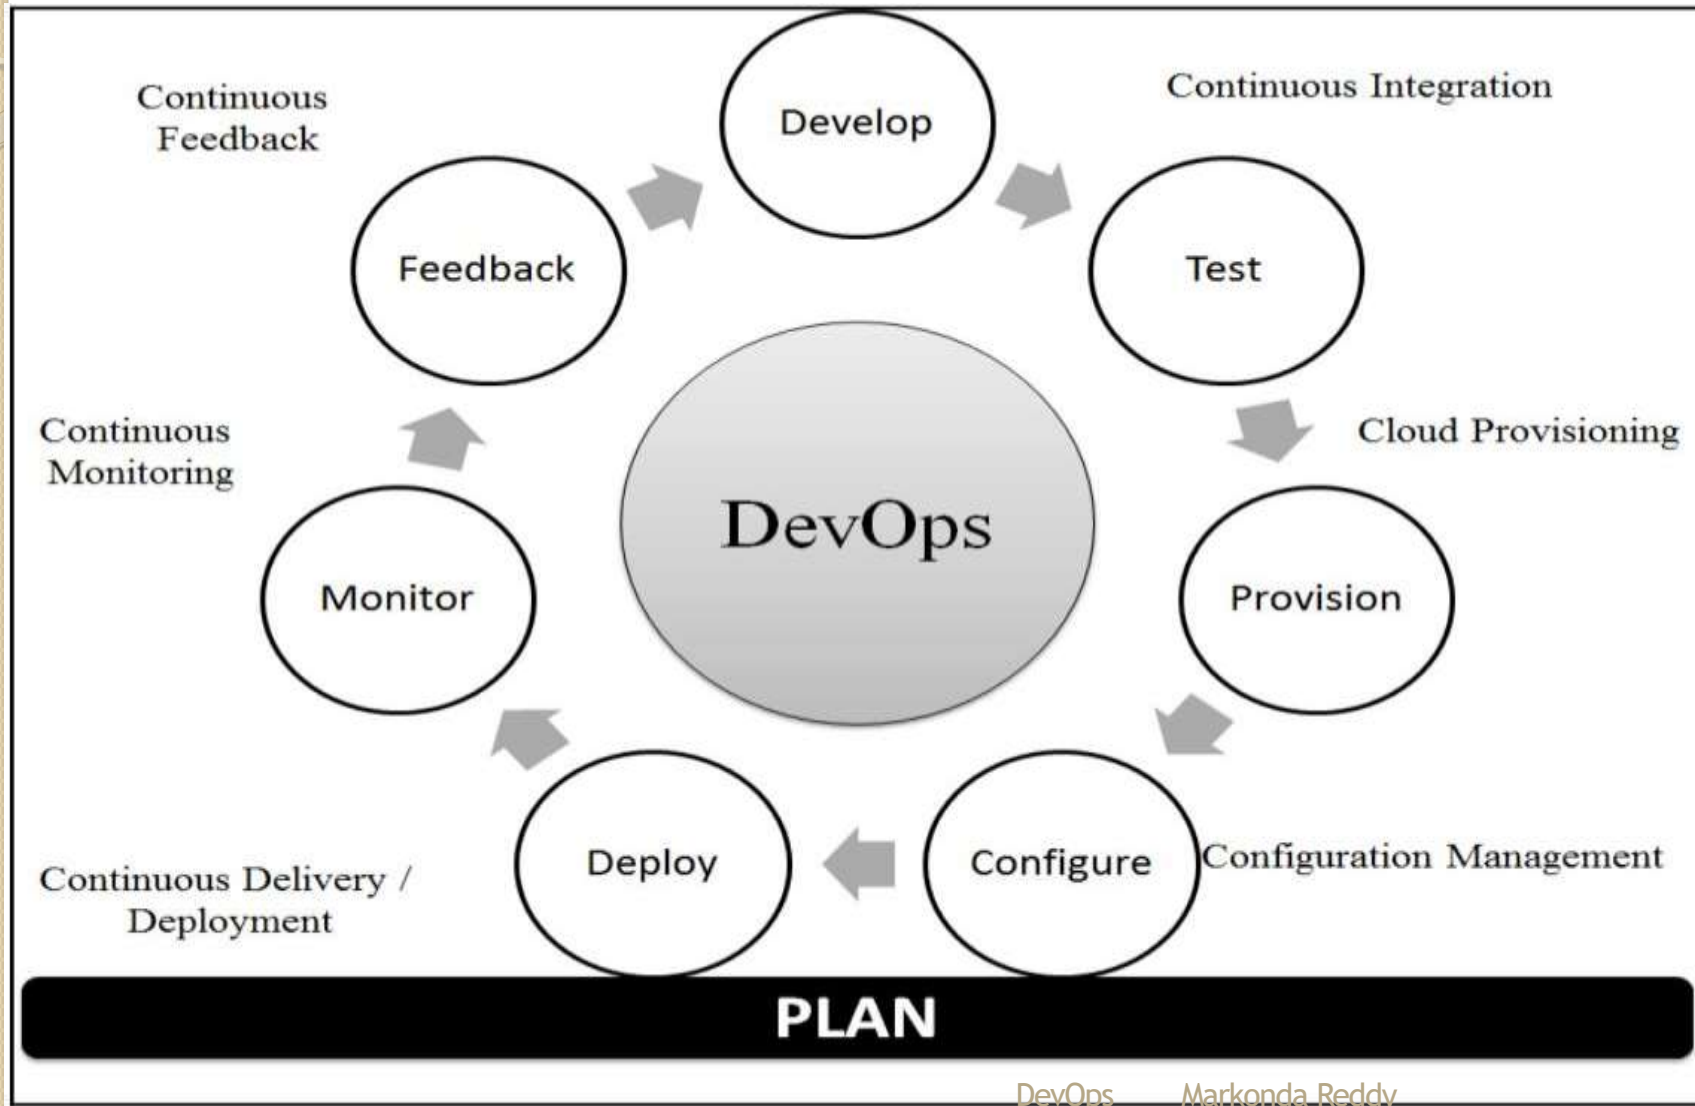 Develop
Continuous Integration
Continuous
Feedback
Feedback
Test
Continuous
Monitoring
Cloud Provisioning
DevOps
Monitor
Provision
Deploy
Configure
Configuration Management
Continuous Delivery /
Deployment
PLAN
DevOps Markonda Reddy